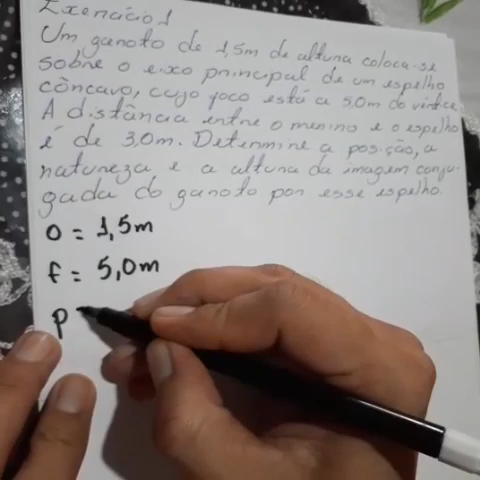 Exercício 1
Um garoto de 1,5m de altura coloca-se
sobre o eixo principal de um espelho
côncavo, cujo foco está a 5,0m do vértice.
A distância entre o menino e o espelho
é de 3,0m. Determine a posição, a
natureza e a altura da imagem conju-
gada do garoto por esse espelho.
O = 1,5m
f = 5,0m
p